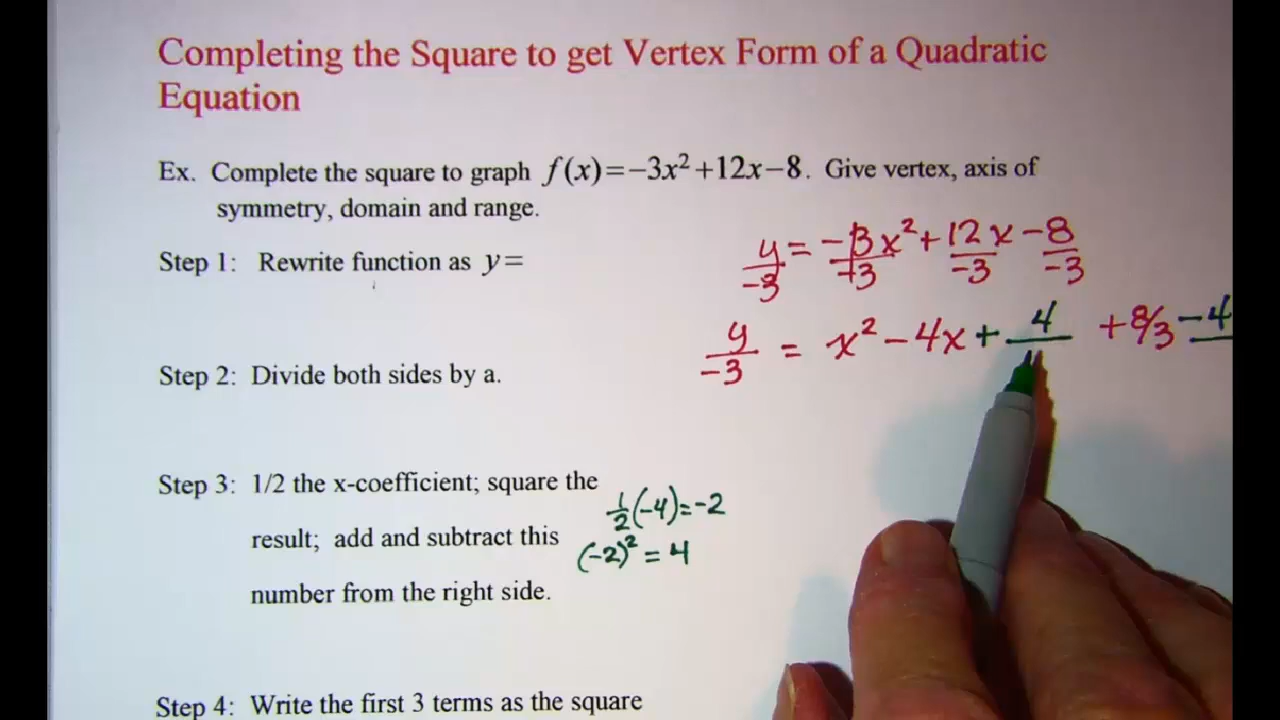 Completing the Square to get Vertex Form of a Quadratic
Equation
Ex. Complete the square to graph f(x)=−3x²+12x−8. Give vertex, axis of
symmetry, domain and range.
y/-3 = -3x²/-3 + 12x/-3 - 8/-3
Step 1: Rewrite function as y=
y/-3 = x² - 4x + 4 + 8/3 - 4
Step 2: Divide both sides by a.
Step 3: 1/2 the x-coefficient; square the
1/2(-4)=-2
result; add and subtract this
(-2)² = 4
number from the right side.
Step 4: Write the first 3 terms as the square